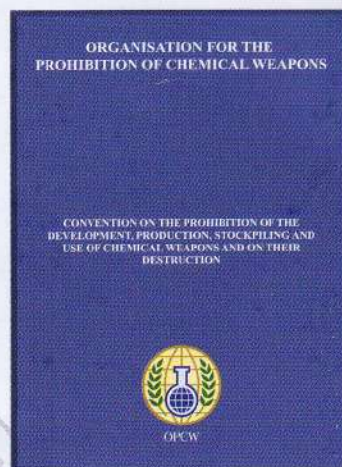 ORGANISATION FOR THE
PROHIBITION OF CHEMICAL WEAPONS
CONVENTION ON THE PROHIBITION OF THE
DEVELOPMENT, PRODUCTION, STOCKPILING AND
USE OF CHEMICAL WEAPONS AND ON THEIR
DESTRUCTION
OPCW